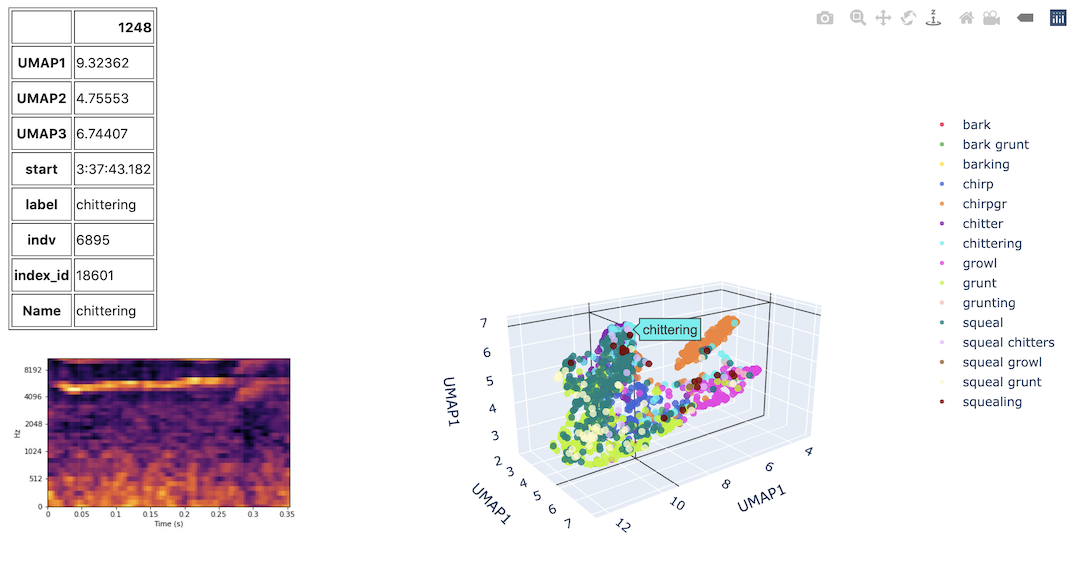 1248
UMAP1 9.32362
UMAP2 4.75553
UMAP3 6.74407
start 3:37:43.182
label chittering
indv 6895
index_id 18601
Name chittering
8192
4096
2048
1024
512
0
Hz
0 0.05 0.1 0.15 0.2 0.25 0.3 0.35
Time (s)
z
chittering
7
6
5
4
3
2
UMAP1
3
4
5
6
7
UMAP1
12
10
8
6
4
UMAP1
bark
bark grunt
barking
chirp
chirpgr
chitter
chittering
growl
grunt
grunting
squeal
squeal chitters
squeal growl
squeal grunt
squealing